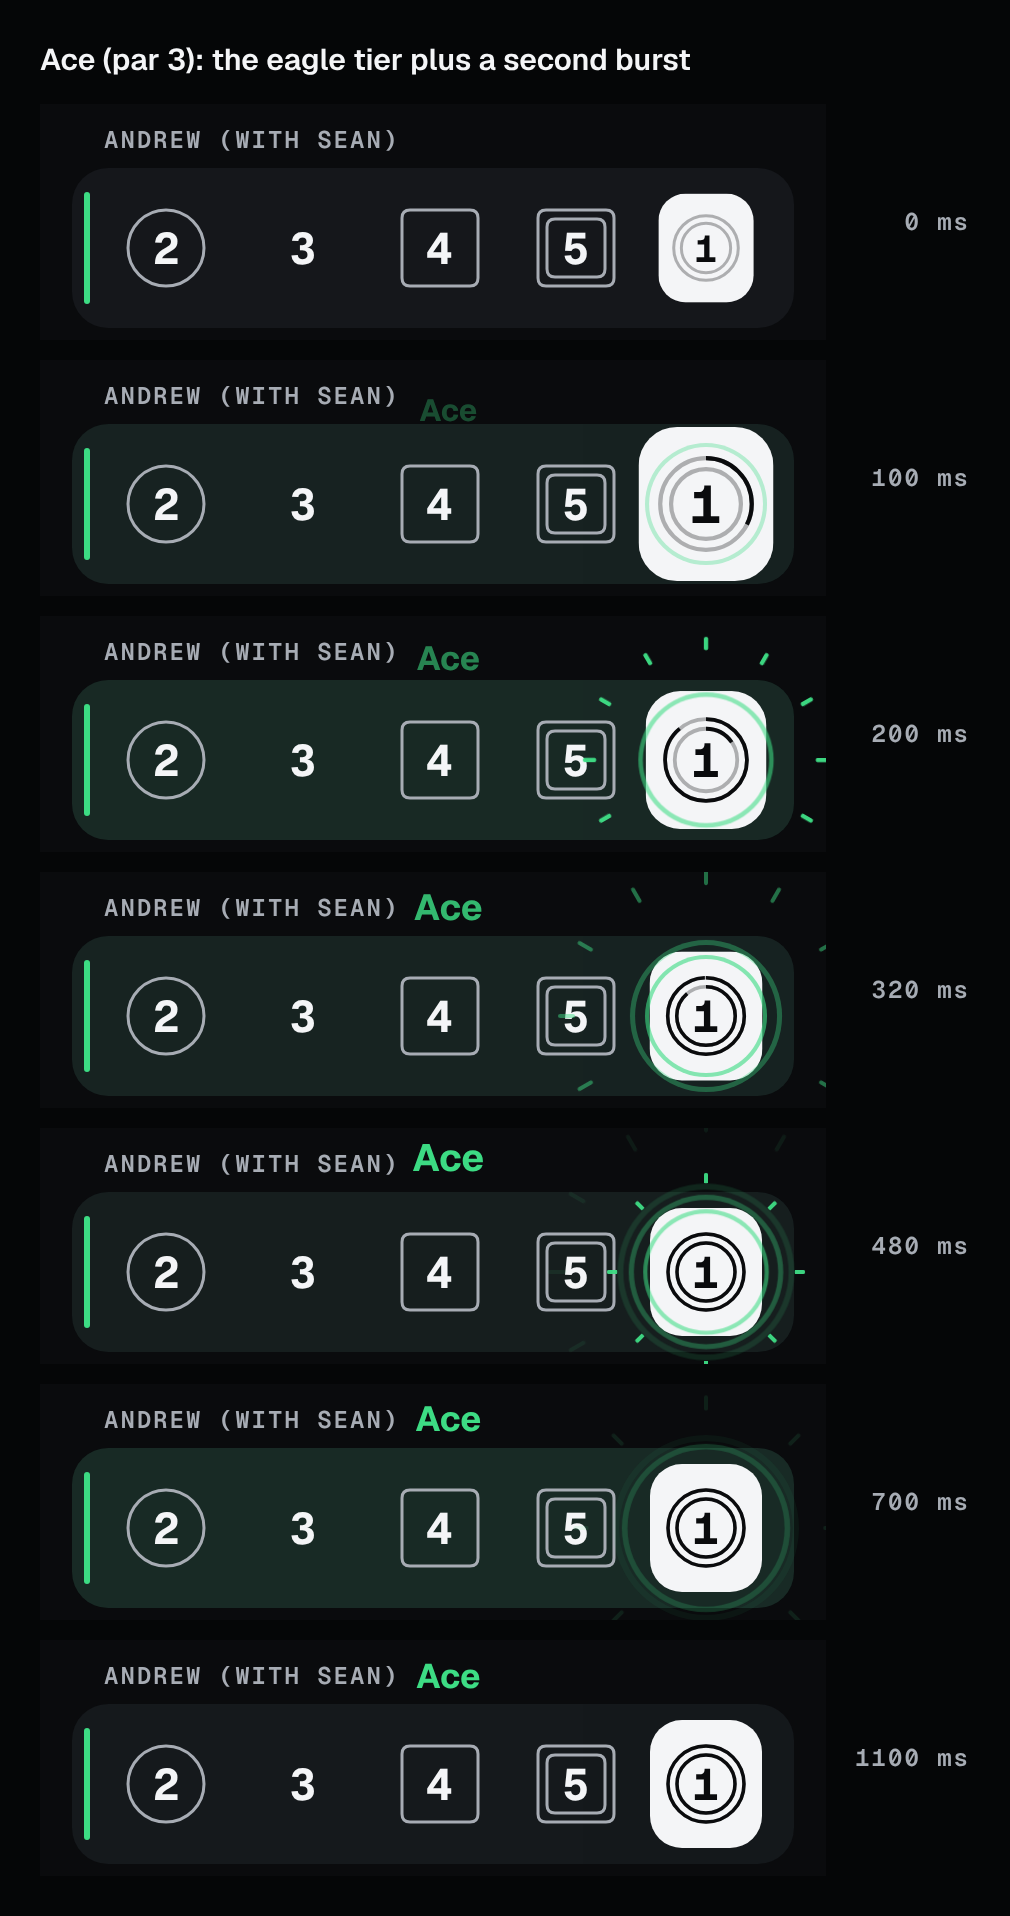 Ace (par 3): the eagle tier plus a second burst
ANDREW (WITH SEAN)
2 3 4 5 1
0 ms
ANDREW (WITH SEAN) Ace
2 3 4 5 1
100 ms
ANDREW (WITH SEAN) Ace
2 3 4 5 1
200 ms
ANDREW (WITH SEAN) Ace
2 3 4 5 1
320 ms
ANDREW (WITH SEAN) Ace
2 3 4 5 1
480 ms
ANDREW (WITH SEAN) Ace
2 3 4 5 1
700 ms
ANDREW (WITH SEAN) Ace
2 3 4 5 1
1100 ms